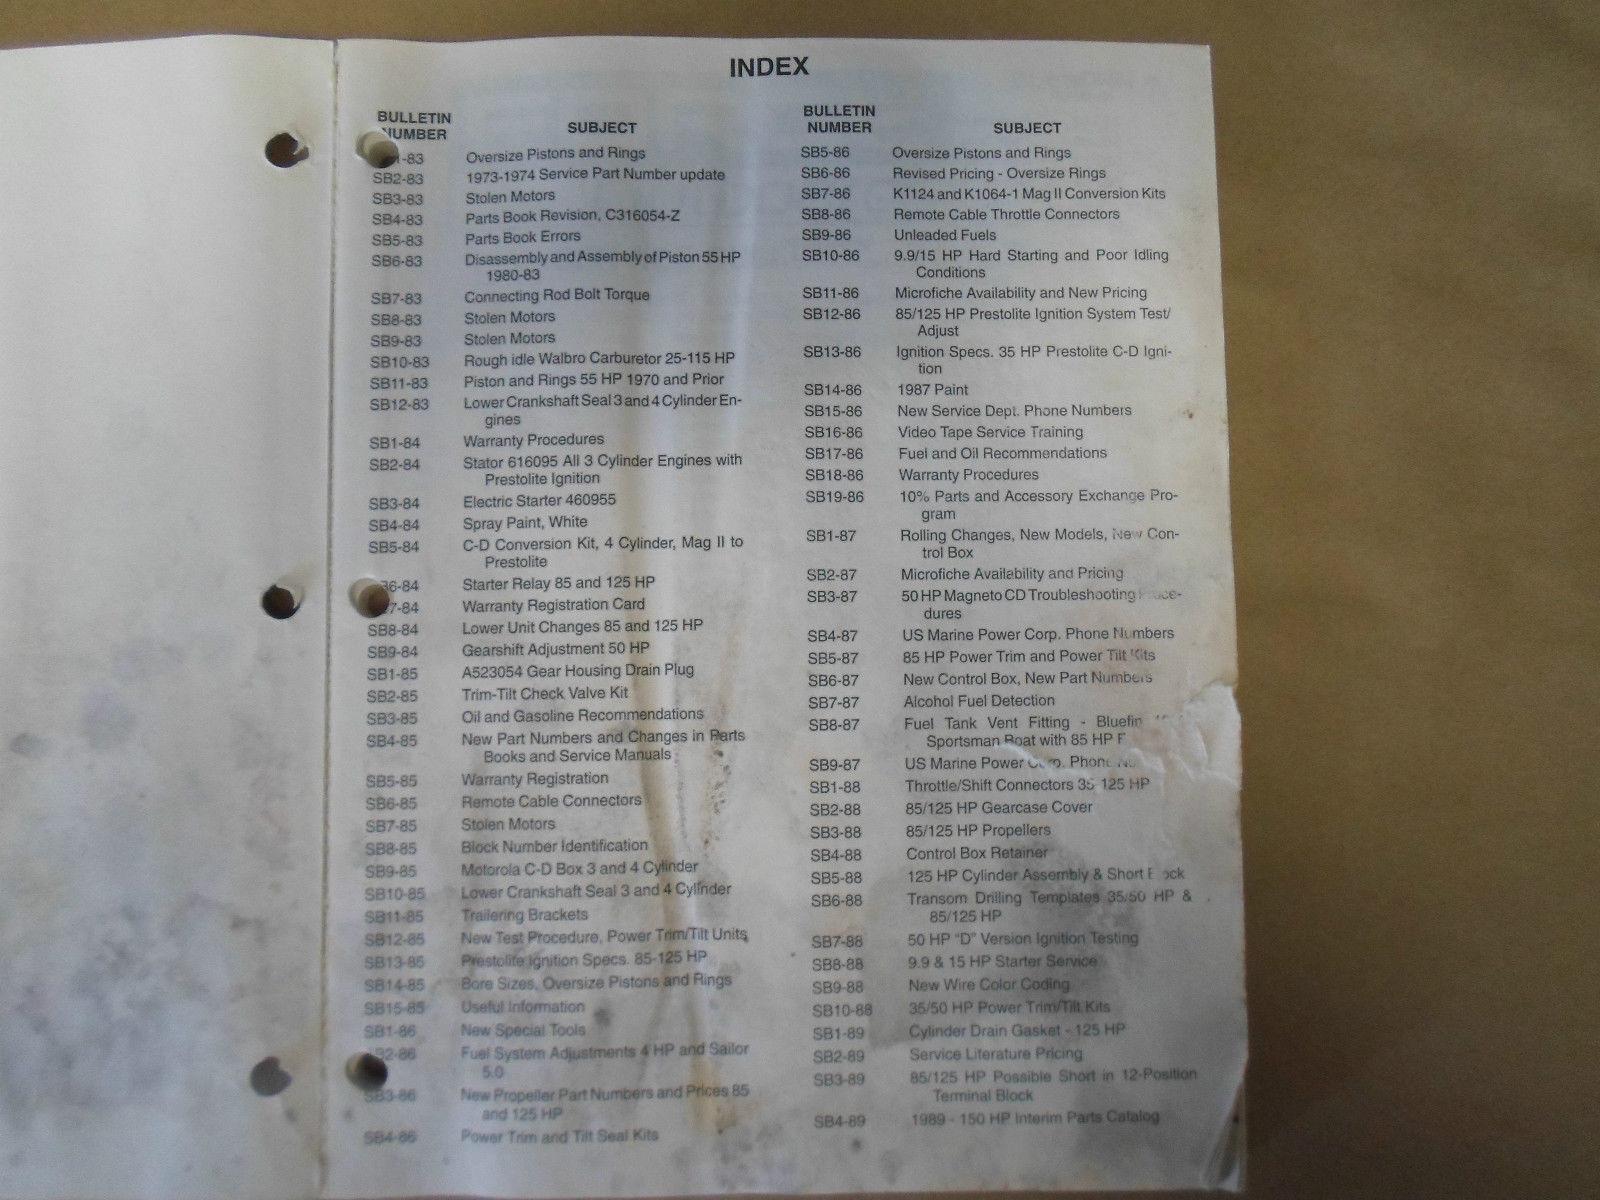 INDEX
BULLETIN
NUMBER SUBJECT
1-83 Oversize Pistons and Rings
SB2-83 1973-1974 Service Part Number update
SB3-83 Stolen Motors
SB4-83 Parts Book Revision, C316054-Z
SB5-83 Parts Book Errors
SB6-83 Disassembly and Assembly of Piston 55 HP
1980-83
SB7-83 Connecting Rod Bolt Torque
SB8-83 Stolen Motors
SB9-83 Stolen Motors
SB10-83 Rough idle Walbro Carburetor 25-115 HP
SB11-83 Piston and Rings 55 HP 1970 and Prior
SB12-83 Lower Crankshaft Seal 3 and 4 Cylinder En-
gines
SB1-84 Warranty Procedures
SB2-84 Stator 616095 All 3 Cylinder Engines with
Prestolite Ignition
SB3-84 Electric Starter 460955
SB4-84 Spray Paint, White
SB5-84 C-D Conversion Kit, 4 Cylinder, Mag II to
Prestolite
6-84 Starter Relay 85 and 125 HP
7-84 Warranty Registration Card
SB8-84 Lower Unit Changes 85 and 125 HP
SB9-84 Gearshift Adjustment 50 HP
SB1-85 A523054 Gear Housing Drain Plug
SB2-85 Trim-Tilt Check Valve Kit
SB3-85 Oil and Gasoline Recommendations
SB4-85 New Part Numbers and Changes in Parts
Books and Service Manuals
SB5-85 Warranty Registration
SB6-85 Remote Cable Connectors
SB7-85 Stolen Motors
SB8-85 Block Number Identification
SB9-85 Motorola C-D Box 3 and 4 Cylinder
SB10-85 Lower Crankshaft Seal 3 and 4 Cylinder
SB11-85 Trailering Brackets
SB12-85 New Test Procedure, Power Trim/Tilt Units
SB13-85 Prestolite Ignition Specs. 85-125 HP
SB14-85 Bore Sizes, Oversize Pistons and Rings
SB15-85 Useful Information
SB1-86 New Special Tools
B2-86 Fuel System Adjustments 4 HP and Sailor
5.0
SB3-86 New Propeller Part Numbers and Prices 85
and 125 HP
SB4-86 Power Trim and Tilt Seal Kits
BULLETIN
NUMBER SUBJECT
SB5-86 Oversize Pistons and Rings
SB6-86 Revised Pricing - Oversize Rings
SB7-86 K1124 and K1064-1 Mag II Conversion Kits
SB8-86 Remote Cable Throttle Connectors
SB9-86 Unleaded Fuels
SB10-86 9.9/15 HP Hard Starting and Poor Idling
Conditions
SB11-86 Microfiche Availability and New Pricing
SB12-86 85/125 HP Prestolite Ignition System Test/
Adjust
SB13-86 Ignition Specs. 35 HP Prestolite C-D Igni-
tion
SB14-86 1987 Paint
SB15-86 New Service Dept. Phone Numbers
SB16-86 Video Tape Service Training
SB17-86 Fuel and Oil Recommendations
SB18-86 Warranty Procedures
SB19-86 10% Parts and Accessory Exchange Pro-
gram
SB1-87 Rolling Changes, New Models, New Con-
trol Box
SB2-87 Microfiche Availability and Pricing
SB3-87 50 HP Magneto CD Troubleshooting Proce-
dures
SB4-87 US Marine Power Corp. Phone Numbers
SB5-87 85 HP Power Trim and Power Tilt Kits
SB6-87 New Control Box, New Part Numbers
SB7-87 Alcohol Fuel Detection
SB8-87 Fuel Tank Vent Fitting - Bluefin
Sportsman Boat with 85 HP
SB9-87 US Marine Power Corp. Phone
SB1-88 Throttle/Shift Connectors 35-125 HP
SB2-88 85/125 HP Gearcase Cover
SB3-88 85/125 HP Propellers
SB4-88 Control Box Retainer
SB5-88 125 HP Cylinder Assembly & Short Block
SB6-88 Transom Drilling Templates 35/50 HP &
85/125 HP
SB7-88 50 HP "D" Version Ignition Testing
SB8-88 9.9 & 15 HP Starter Service
SB9-88 New Wire Color Coding
SB10-88 35/50 HP Power Trim/Tilt Kits
SB1-89 Cylinder Drain Gasket - 125 HP
SB2-89 Service Literature Pricing
SB3-89 85/125 HP Possible Short in 12-Position
Terminal Block
SB4-89 1989 - 150 HP Interim Parts Catalog